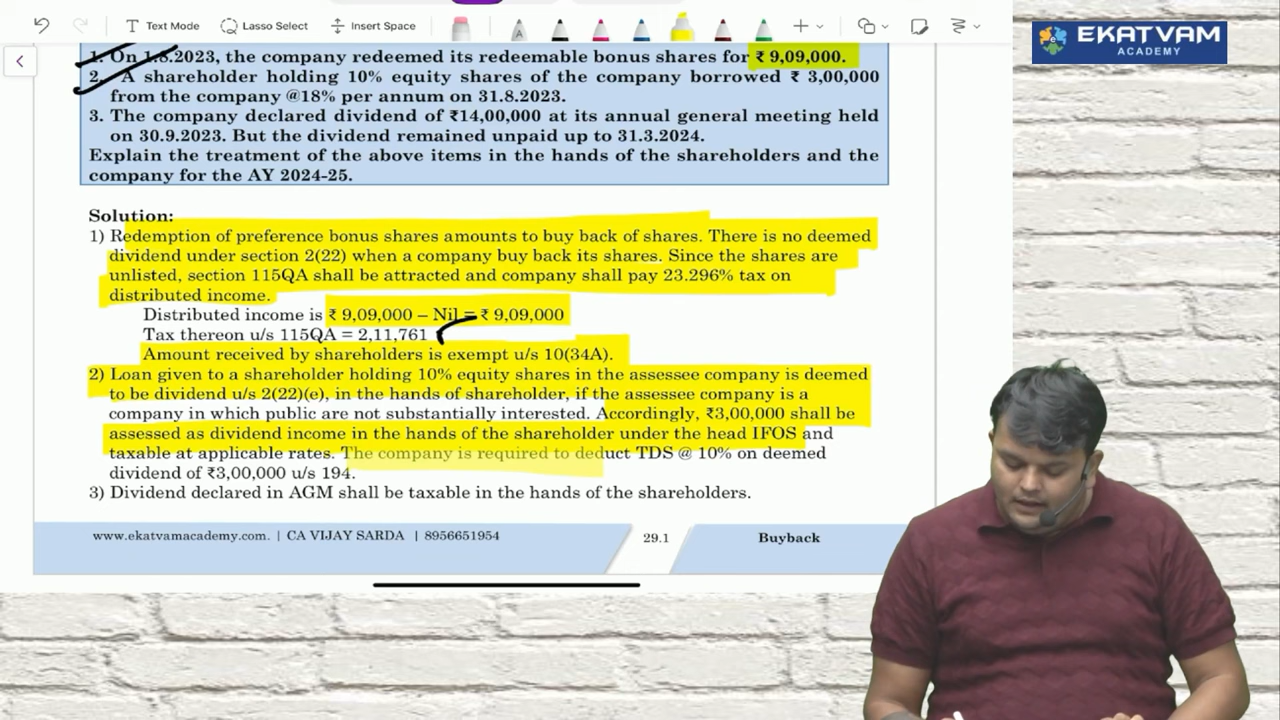 Text Mode
Lasso Select
Insert Space
EKATVAM
ACADEMY
1. On 1.8.2023, the company redeemed its redeemable bonus shares for ₹ 9,09,000.
2. A shareholder holding 10% equity shares of the company borrowed ₹ 3,00,000
from the company @18% per annum on 31.8.2023.
3. The company declared dividend of ₹14,00,000 at its annual general meeting held
on 30.9.2023. But the dividend remained unpaid up to 31.3.2024.
Explain the treatment of the above items in the hands of the shareholders and the
company for the AY 2024-25.
Solution:
1) Redemption of preference bonus shares amounts to buy back of shares. There is no deemed
dividend under section 2(22) when a company buy back its shares. Since the shares are
unlisted, section 115QA shall be attracted and company shall pay 23.296% tax on
distributed income.
Distributed income is ₹ 9,09,000 – Nil = ₹ 9,09,000
Tax thereon u/s 115QA = 2,11,761
Amount received by shareholders is exempt u/s 10(34A).
2) Loan given to a shareholder holding 10% equity shares in the assessee company is deemed
to be dividend u/s 2(22)(e), in the hands of shareholder, if the assessee company is a
company in which public are not substantially interested. Accordingly, ₹3,00,000 shall be
assessed as dividend income in the hands of the shareholder under the head IFOS and
taxable at applicable rates. The company is required to deduct TDS @ 10% on deemed
dividend of ₹3,00,000 u/s 194.
3) Dividend declared in AGM shall be taxable in the hands of the shareholders.
www.ekatvamacademy.com. | CA VIJAY SARDA | 8956651954
29.1
Buyback